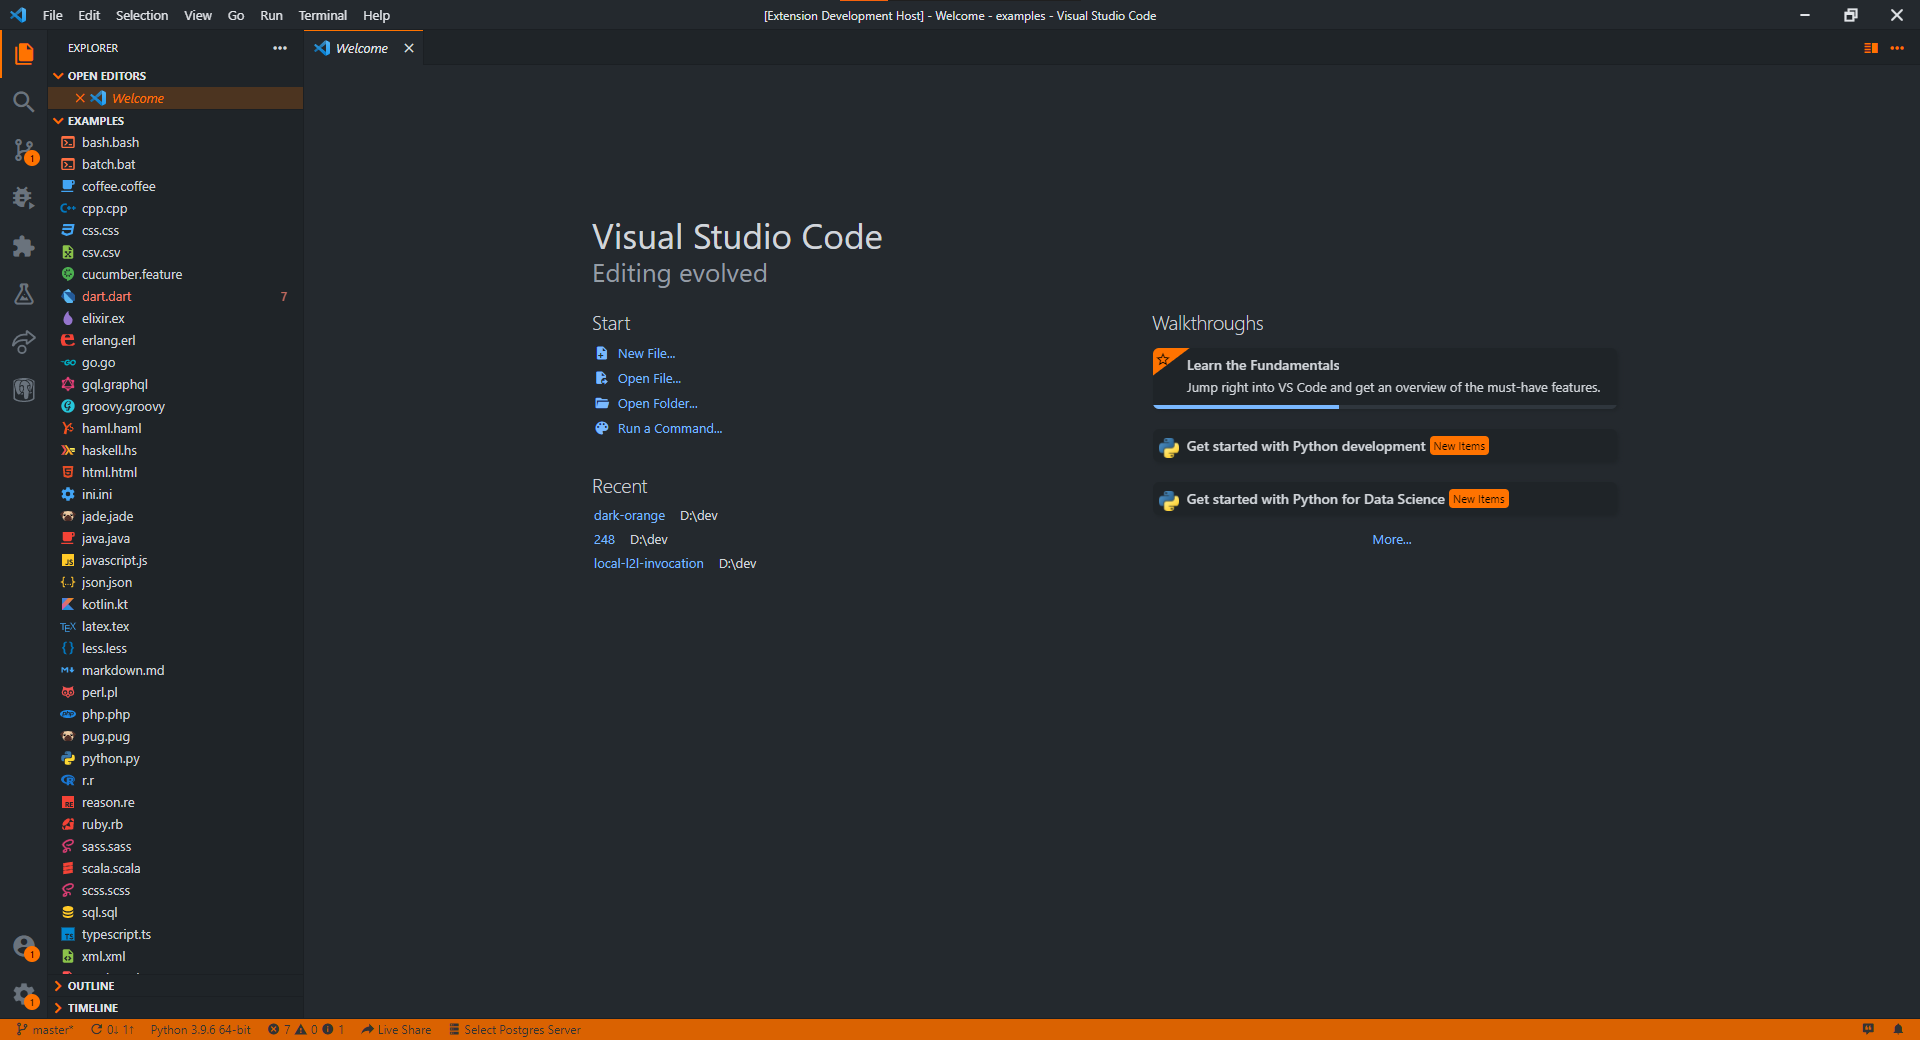 File Edit Selection View Go Run Terminal Help
[Extension Development Host] - Welcome - examples - Visual Studio Code
EXPLORER
Welcome
OPEN EDITORS
Welcome
EXAMPLES
bash.bash
batch.bat
coffee.coffee
cpp.cpp
css.css
csv.csv
cucumber.feature
dart.dart 7
elixir.ex
erlang.erl
go.go
gql.graphql
groovy.groovy
haml.haml
haskell.hs
html.html
ini.ini
jade.jade
java.java
javascript.js
json.json
kotlin.kt
latex.tex
less.less
markdown.md
perl.pl
php.php
pug.pug
python.py
r.r
reason.re
ruby.rb
sass.sass
scala.scala
scss.scss
sql.sql
typescript.ts
xml.xml
OUTLINE
TIMELINE
1
1
1
Visual Studio Code
Editing evolved
Start
New File...
Open File...
Open Folder...
Run a Command...
Recent
dark-orange D:\dev
248 D:\dev
local-l2l-invocation D:\dev
Walkthroughs
Learn the Fundamentals
Jump right into VS Code and get an overview of the must-have features.
Get started with Python development New Items
Get started with Python for Data Science New Items
More...
master* 0↓ 1↑ Python 3.9.6 64-bit 7 0 1 Live Share Select Postgres Server